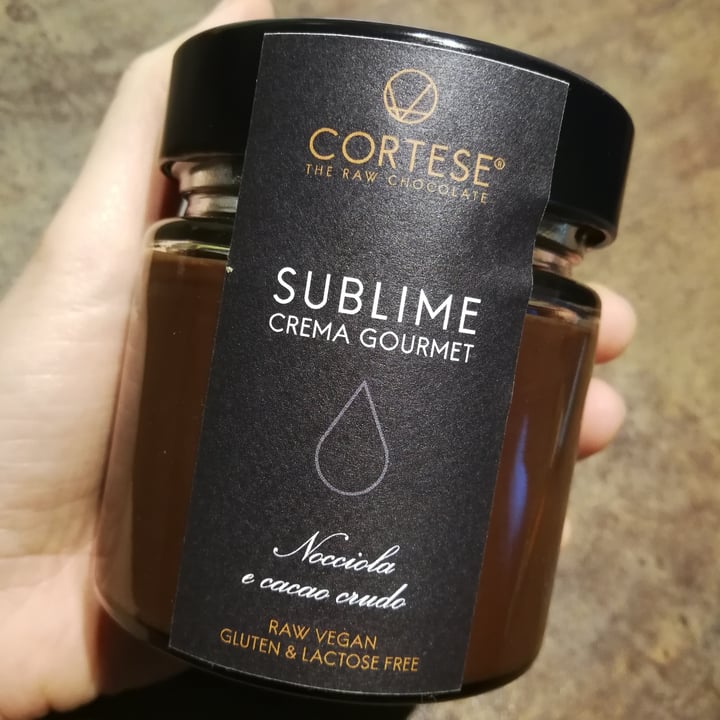 CORTESE®
THE RAW CHOCOLATE
SUBLIME
CREMA GOURMET
Nocciola
e cacao crudo
RAW VEGAN
GLUTEN & LACTOSE FREE